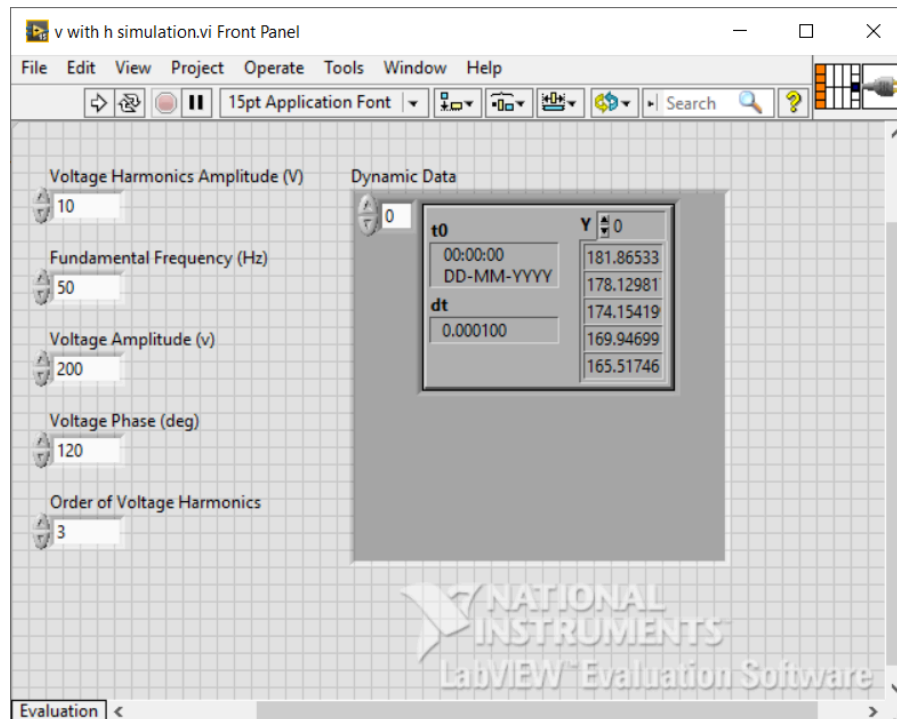 v with h simulation.vi Front Panel
File Edit View Project Operate Tools Window Help
15pt Application Font Search ?
Voltage Harmonics Amplitude (V)
10
Fundamental Frequency (Hz)
50
Voltage Amplitude (v)
200
Voltage Phase (deg)
120
Order of Voltage Harmonics
3
Dynamic Data
0
t0
00:00:00
DD-MM-YYYY
dt
0.000100
Y 0
181.86533
178.12981
174.15419
169.94699
165.51746
NATIONAL
INSTRUMENTS™
LabVIEW™ Evaluation Software
Evaluation